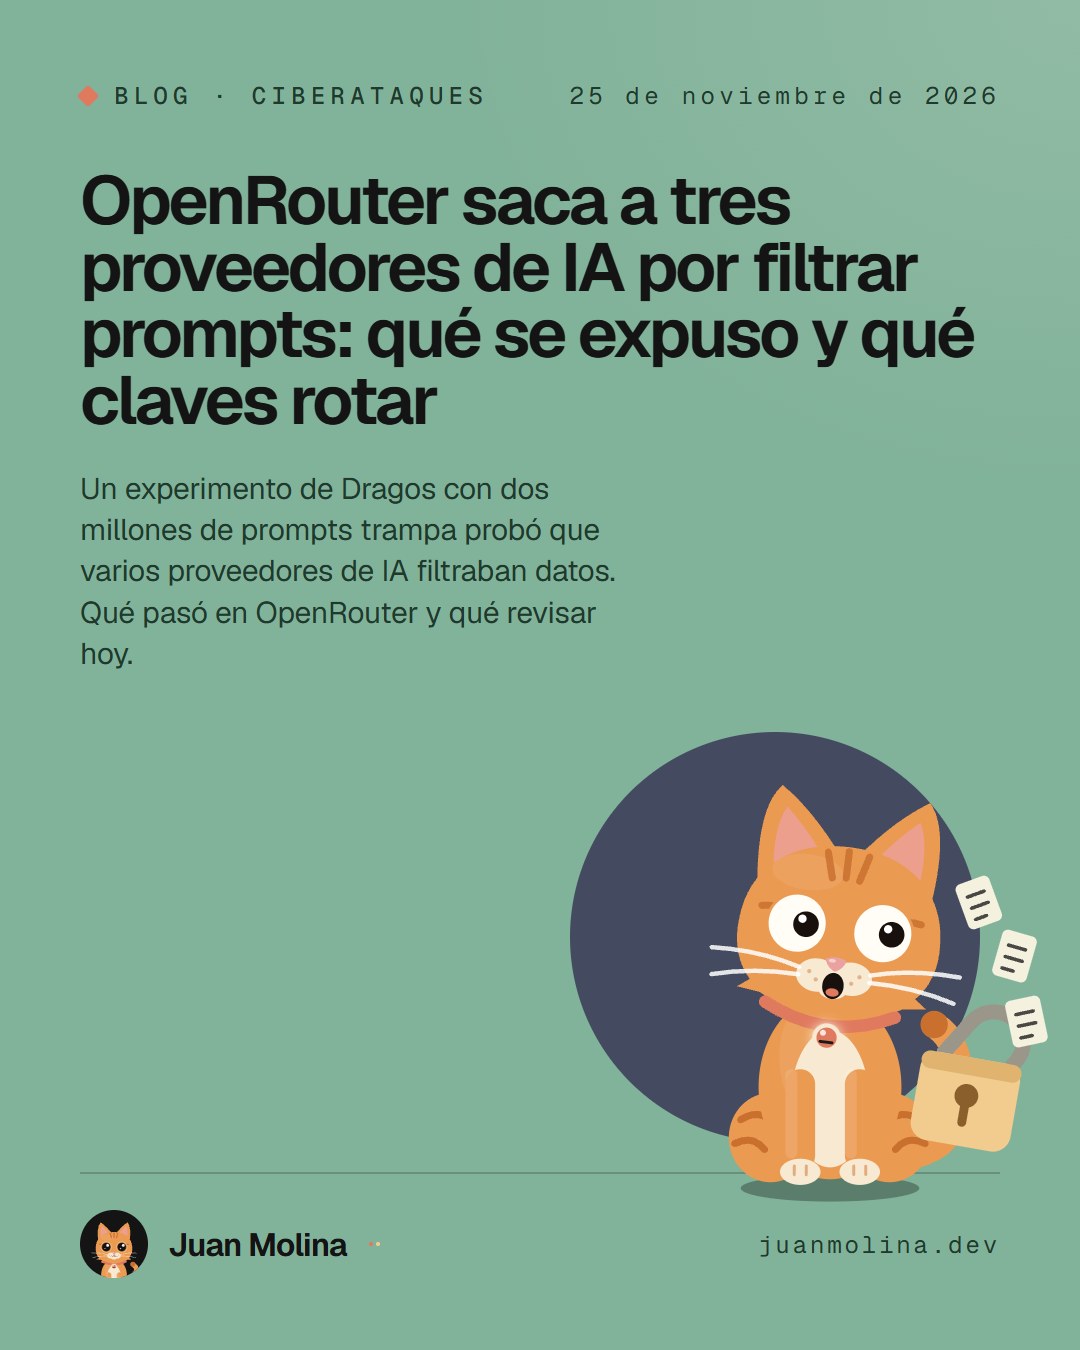 BLOG · CIBERATAQUES
25 de noviembre de 2026
OpenRouter saca a tres
proveedores de IA por filtrar
prompts: qué se expuso y qué
claves rotar
Un experimento de Dragos con dos
millones de prompts trampa probó que
varios proveedores de IA filtraban datos.
Qué pasó en OpenRouter y qué revisar
hoy.
Juan Molina
juanmolina.dev